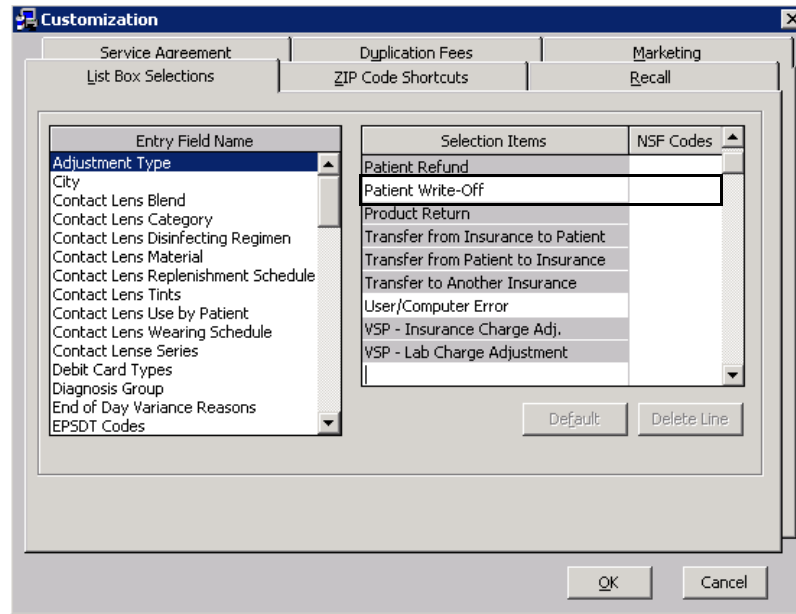 Customization
Service Agreement
Duplication Fees
Marketing
List Box Selections
ZIP Code Shortcuts
Recall
Entry Field Name
Adjustment Type
City
Contact Lens Blend
Contact Lens Category
Contact Lens Disinfecting Regimen
Contact Lens Material
Contact Lens Replenishment Schedule
Contact Lens Tints
Contact Lens Use by Patient
Contact Lens Wearing Schedule
Contact Lense Series
Debit Card Types
Diagnosis Group
End of Day Variance Reasons
EPSDT Codes
Selection Items
NSF Codes
Patient Refund
Patient Write-Off
Product Return
Transfer from Insurance to Patient
Transfer from Patient to Insurance
Transfer to Another Insurance
User/Computer Error
VSP - Insurance Charge Adj.
VSP - Lab Charge Adjustment
Default
Delete Line
OK
Cancel